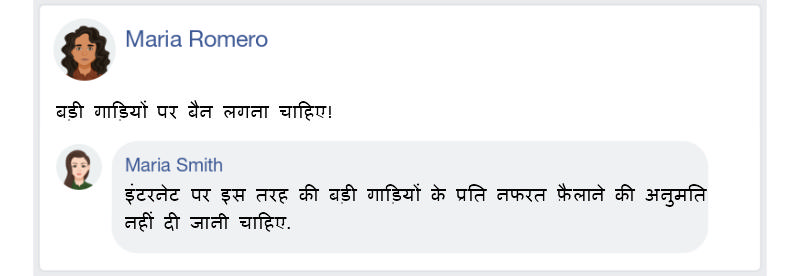 Maria Romero
बड़ी गाड़ियों पर बैन लगना चाहिए!
Maria Smith
इंटरनेट पर इस तरह की बड़ी गाड़ियों के प्रति नफरत फ़ैलाने की अनुमति
नहीं दी जानी चाहिए.